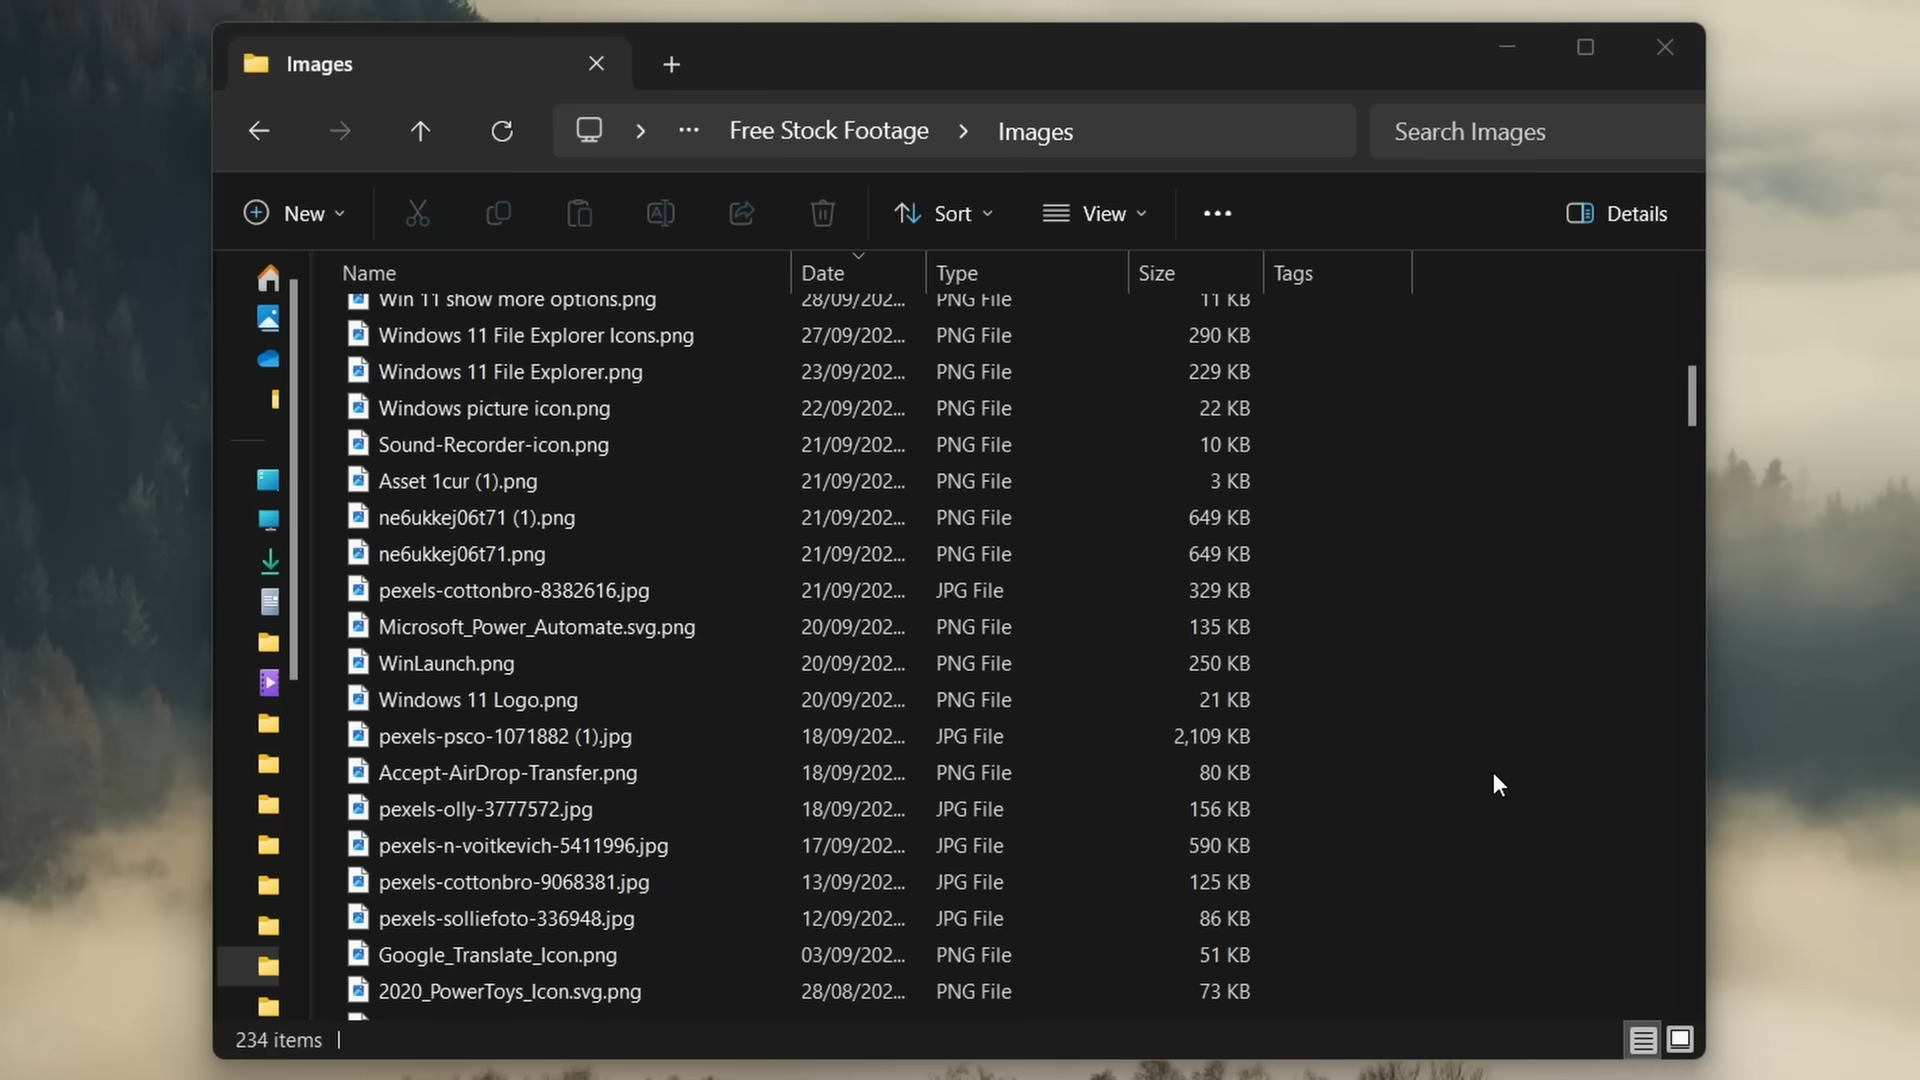 Images
Free Stock Footage Images
Search Images
New
Sort
View
Details
Name Date Type Size Tags
Win 11 show more options.png 28/09/202... PNG File 11 KB
Windows 11 File Explorer Icons.png 27/09/202... PNG File 290 KB
Windows 11 File Explorer.png 23/09/202... PNG File 229 KB
Windows picture icon.png 22/09/202... PNG File 22 KB
Sound-Recorder-icon.png 21/09/202... PNG File 10 KB
Asset 1cur (1).png 21/09/202... PNG File 3 KB
ne6ukkej06t71 (1).png 21/09/202... PNG File 649 KB
ne6ukkej06t71.png 21/09/202... PNG File 649 KB
pexels-cottonbro-8382616.jpg 21/09/202... JPG File 329 KB
Microsoft_Power_Automate.svg.png 20/09/202... PNG File 135 KB
WinLaunch.png 20/09/202... PNG File 250 KB
Windows 11 Logo.png 20/09/202... PNG File 21 KB
pexels-psco-1071882 (1).jpg 18/09/202... JPG File 2,109 KB
Accept-AirDrop-Transfer.png 18/09/202... PNG File 80 KB
pexels-olly-3777572.jpg 18/09/202... JPG File 156 KB
pexels-n-voitkevich-5411996.jpg 17/09/202... JPG File 590 KB
pexels-cottonbro-9068381.jpg 13/09/202... JPG File 125 KB
pexels-solliefoto-336948.jpg 12/09/202... JPG File 86 KB
Google_Translate_Icon.png 03/09/202... PNG File 51 KB
2020_PowerToys_Icon.svg.png 28/08/202... PNG File 73 KB
234 items